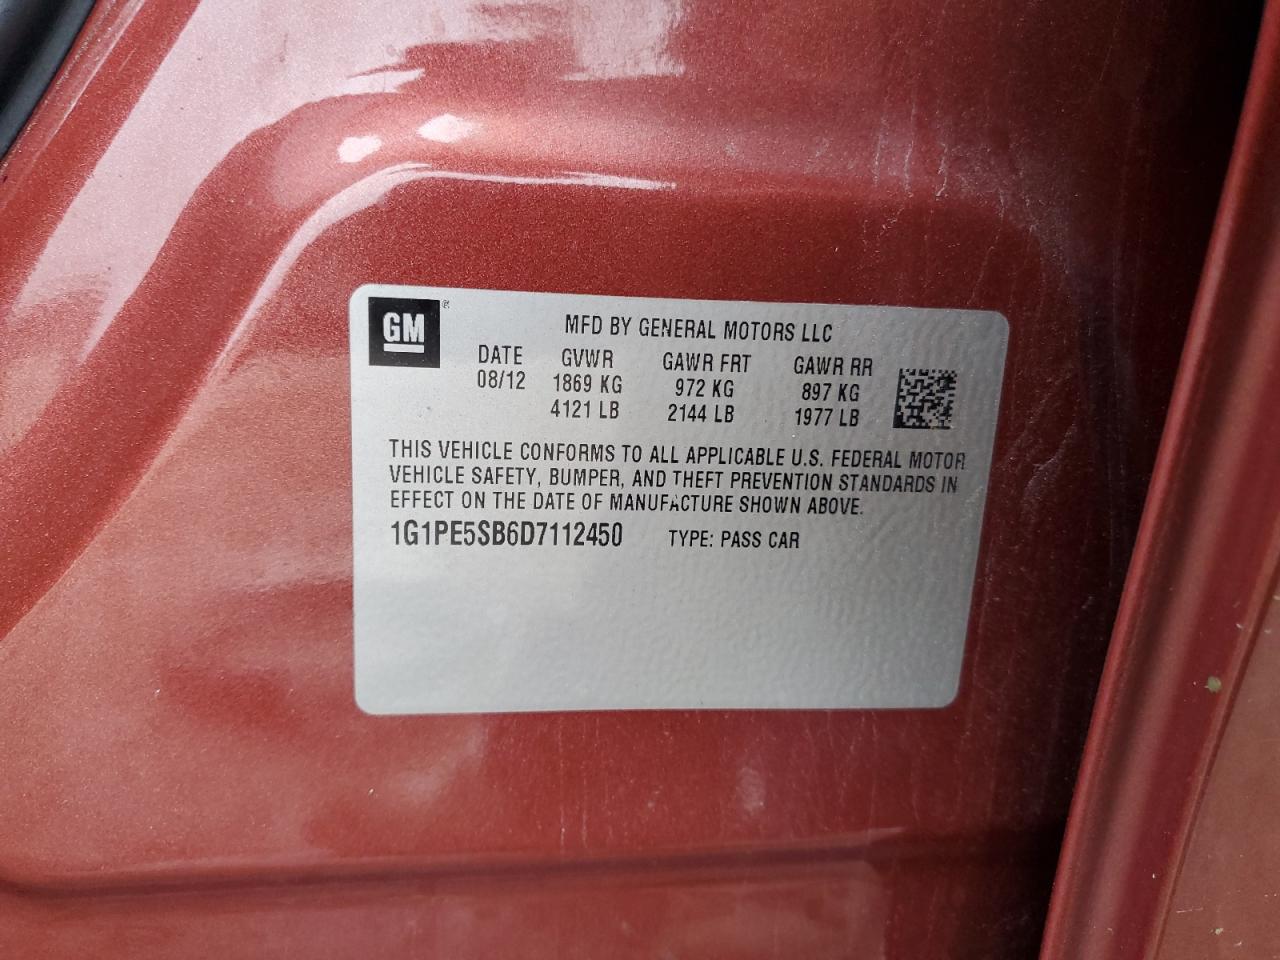 GM ®
MFD BY GENERAL MOTORS LLC
DATE GVWR GAWR FRT GAWR RR
08/12 1869 KG 972 KG 897 KG
4121 LB 2144 LB 1977 LB
THIS VEHICLE CONFORMS TO ALL APPLICABLE U.S. FEDERAL MOTOR
VEHICLE SAFETY, BUMPER, AND THEFT PREVENTION STANDARDS IN
EFFECT ON THE DATE OF MANUFACTURE SHOWN ABOVE.
1G1PE5SB6D7112450 TYPE: PASS CAR